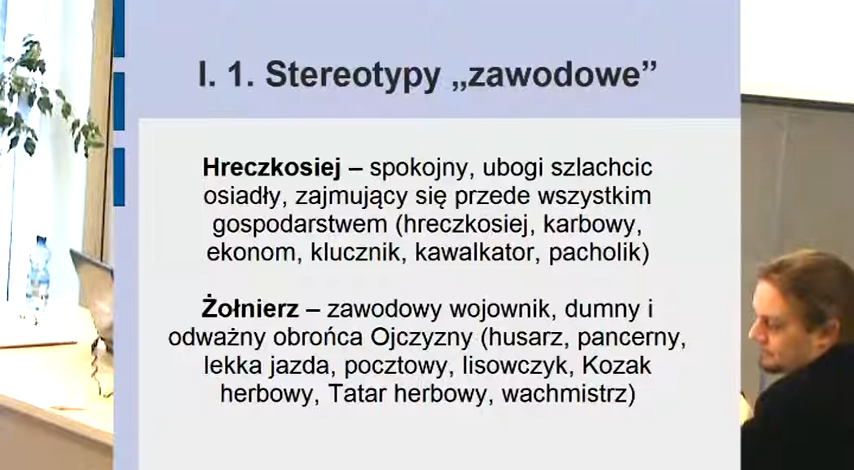 I. 1. Stereotypy „zawodowe”
Hreczkosiej – spokojny, ubogi szlachcic
osiadły, zajmujący się przede wszystkim
gospodarstwem (hreczkosiej, karbowy,
ekonom, klucznik, kawalkator, pacholik)
Żołnierz – zawodowy wojownik, dumny i
odważny obrońca Ojczyzny (husarz, pancerny,
lekka jazda, pocztowy, lisowczyk, Kozak
herbowy, Tatar herbowy, wachmistrz)